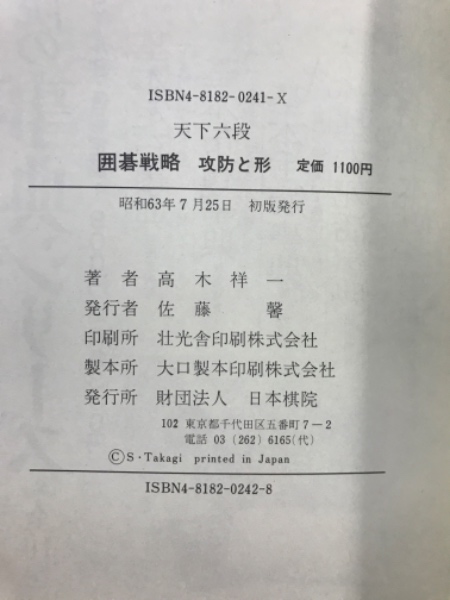 ISBN4-8182-0241-X
天下六段
囲碁戦略 攻防と形 定価 1100円
昭和63年7月25日 初版発行
著者 高木祥一
発行者 佐藤 馨
印刷所 壮光舎印刷株式会社
製本所 大口製本印刷株式会社
発行所 財団法人 日本棋院
102 東京都千代田区五番町7-2
電話 03 (262) 6165(代)
©S・Takagi printed in Japan
ISBN4-8182-0242-8